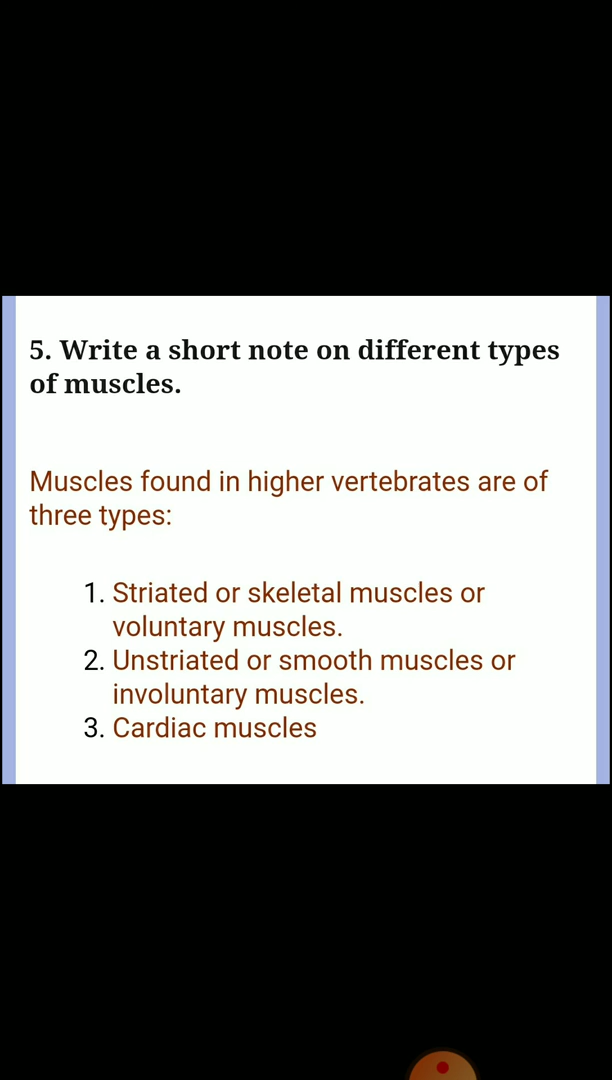 5. Write a short note on different types
of muscles.
Muscles found in higher vertebrates are of
three types:
1. Striated or skeletal muscles or
voluntary muscles.
2. Unstriated or smooth muscles or
involuntary muscles.
3. Cardiac muscles